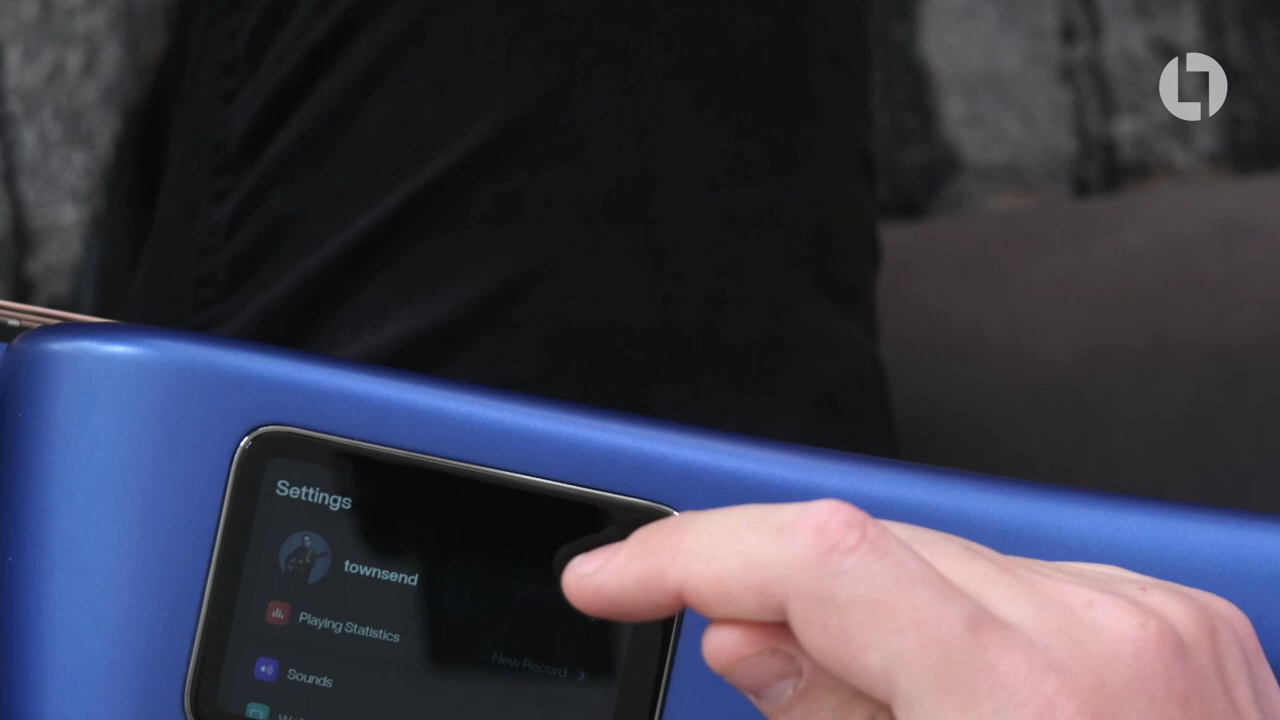 Settings
townsend
Playing Statistics
New Record
Sounds